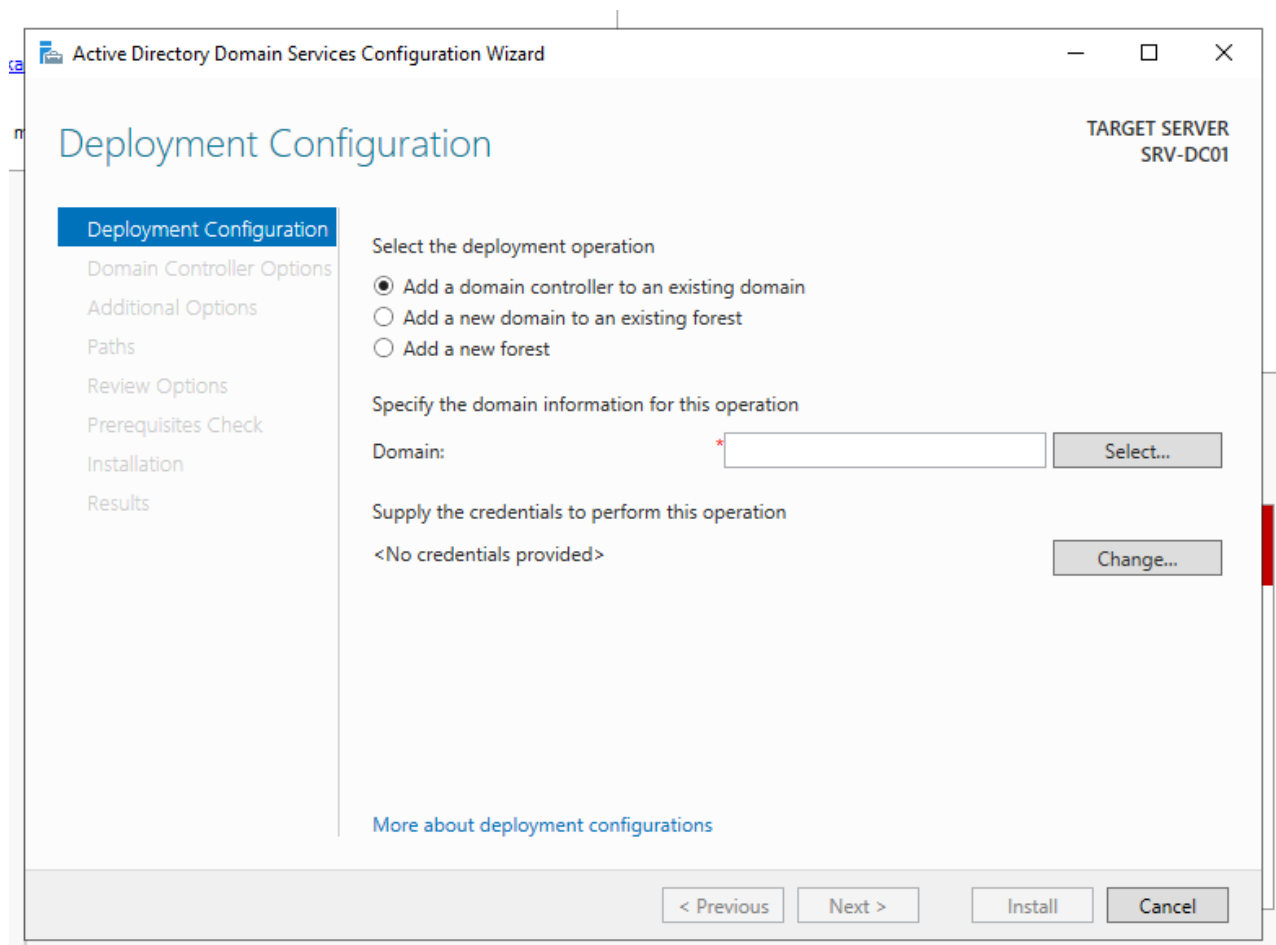 Active Directory Domain Services Configuration Wizard
Deployment Configuration
TARGET SERVER
SRV-DC01
Deployment Configuration
Domain Controller Options
Additional Options
Paths
Review Options
Prerequisites Check
Installation
Results
Select the deployment operation
Add a domain controller to an existing domain
Add a new domain to an existing forest
Add a new forest
Specify the domain information for this operation
Domain: *
Select...
Supply the credentials to perform this operation
<No credentials provided>
Change...
More about deployment configurations
< Previous
Next >
Install
Cancel